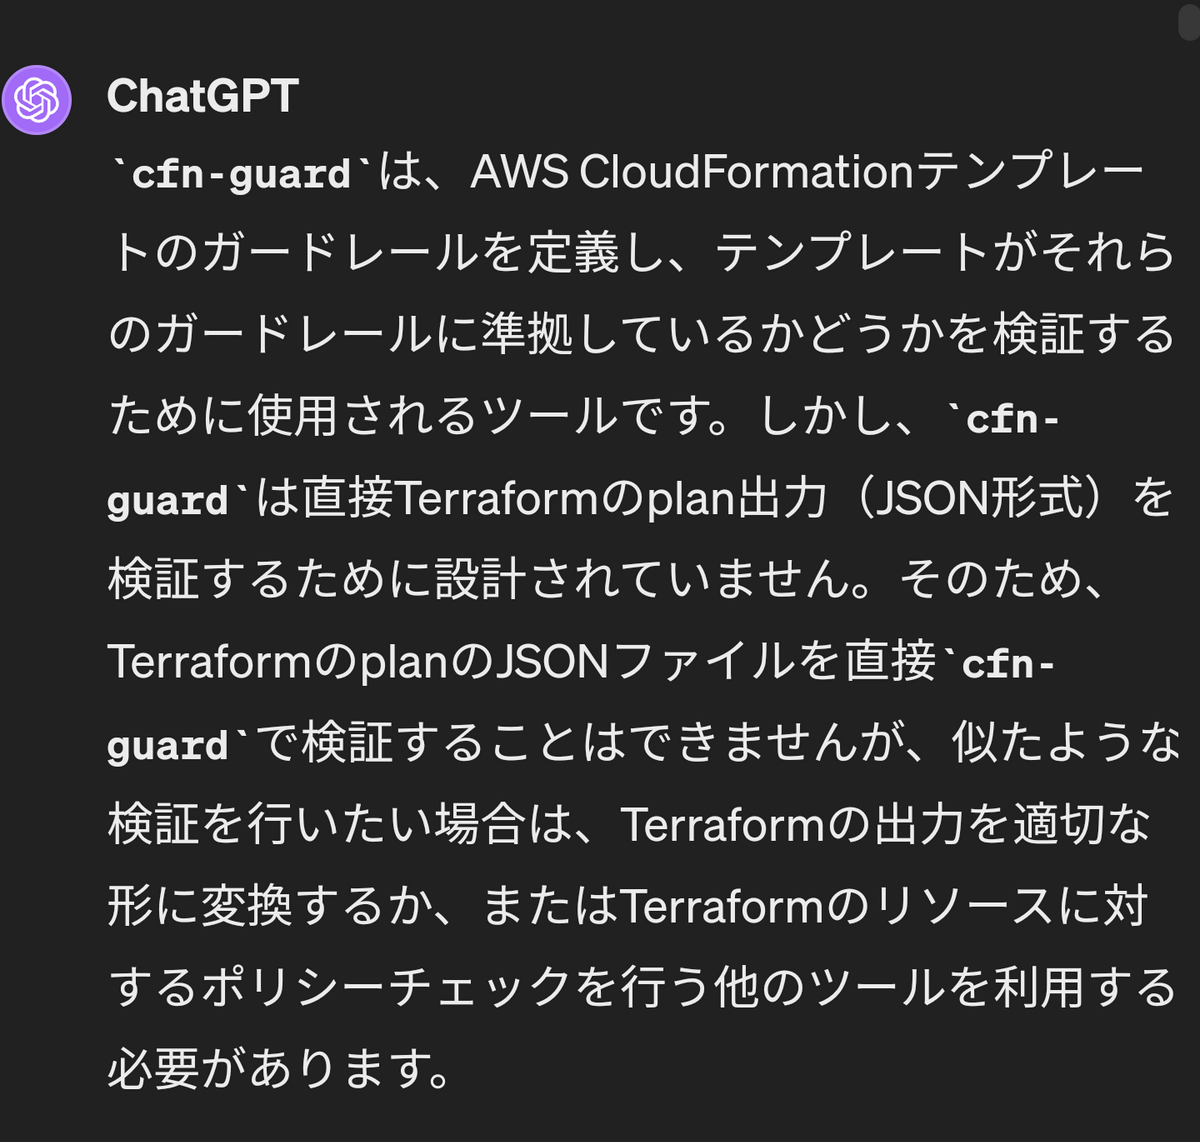 ChatGPT
`cfn-guard`は、AWS CloudFormationテンプレー
トのガードレールを定義し、テンプレートがそれら
のガードレールに準拠しているかどうかを検証する
ために使用されるツールです。しかし、`cfn-
guard`は直接Terraformのplan出力（JSON形式）を
検証するために設計されていません。そのため、
TerraformのplanのJSONファイルを直接`cfn-
guard`で検証することはできませんが、似たような
検証を行いたい場合は、Terraformの出力を適切な
形に変換するか、またはTerraformのリソースに対
するポリシーチェックを行う他のツールを利用する
必要があります。